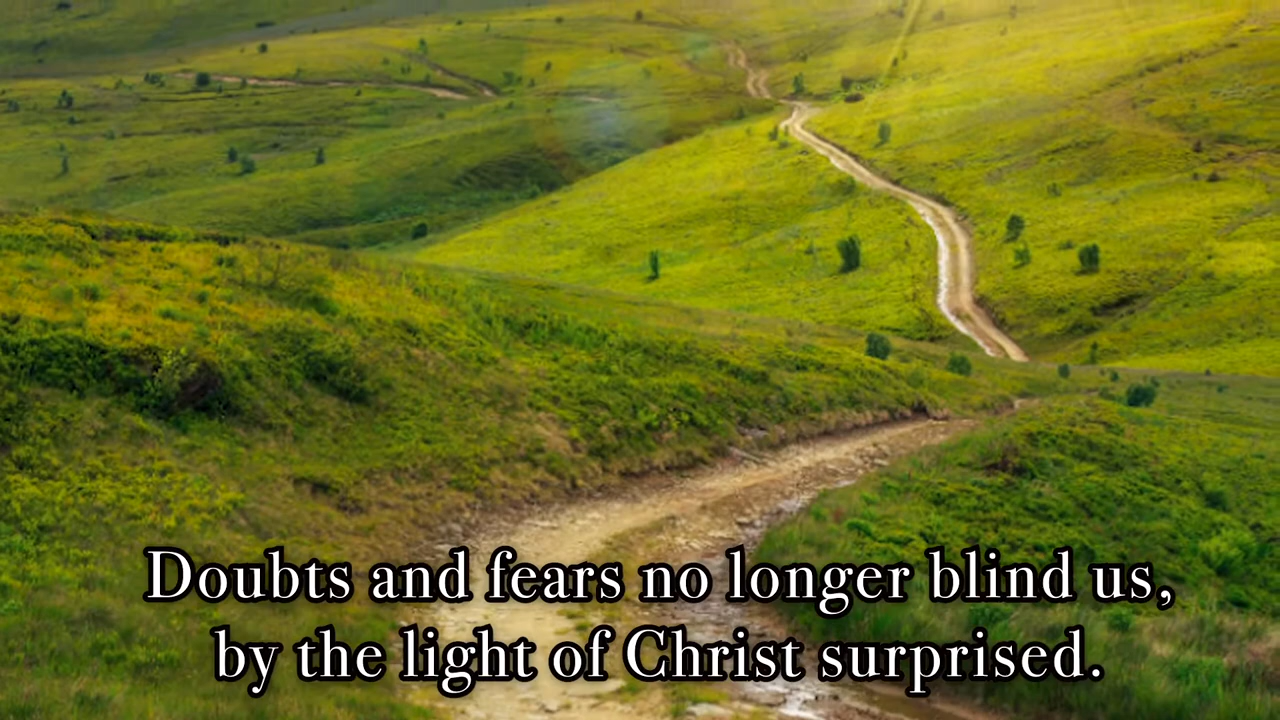 Doubts and fears no longer blind us,
by the light of Christ surprised.